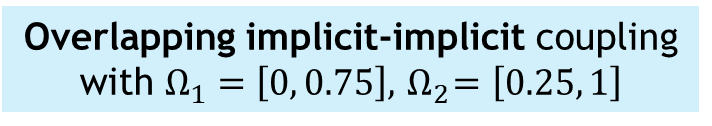 Overlapping implicit-implicit coupling
with Ω₁ = [0, 0.75], Ω₂= [0.25, 1]